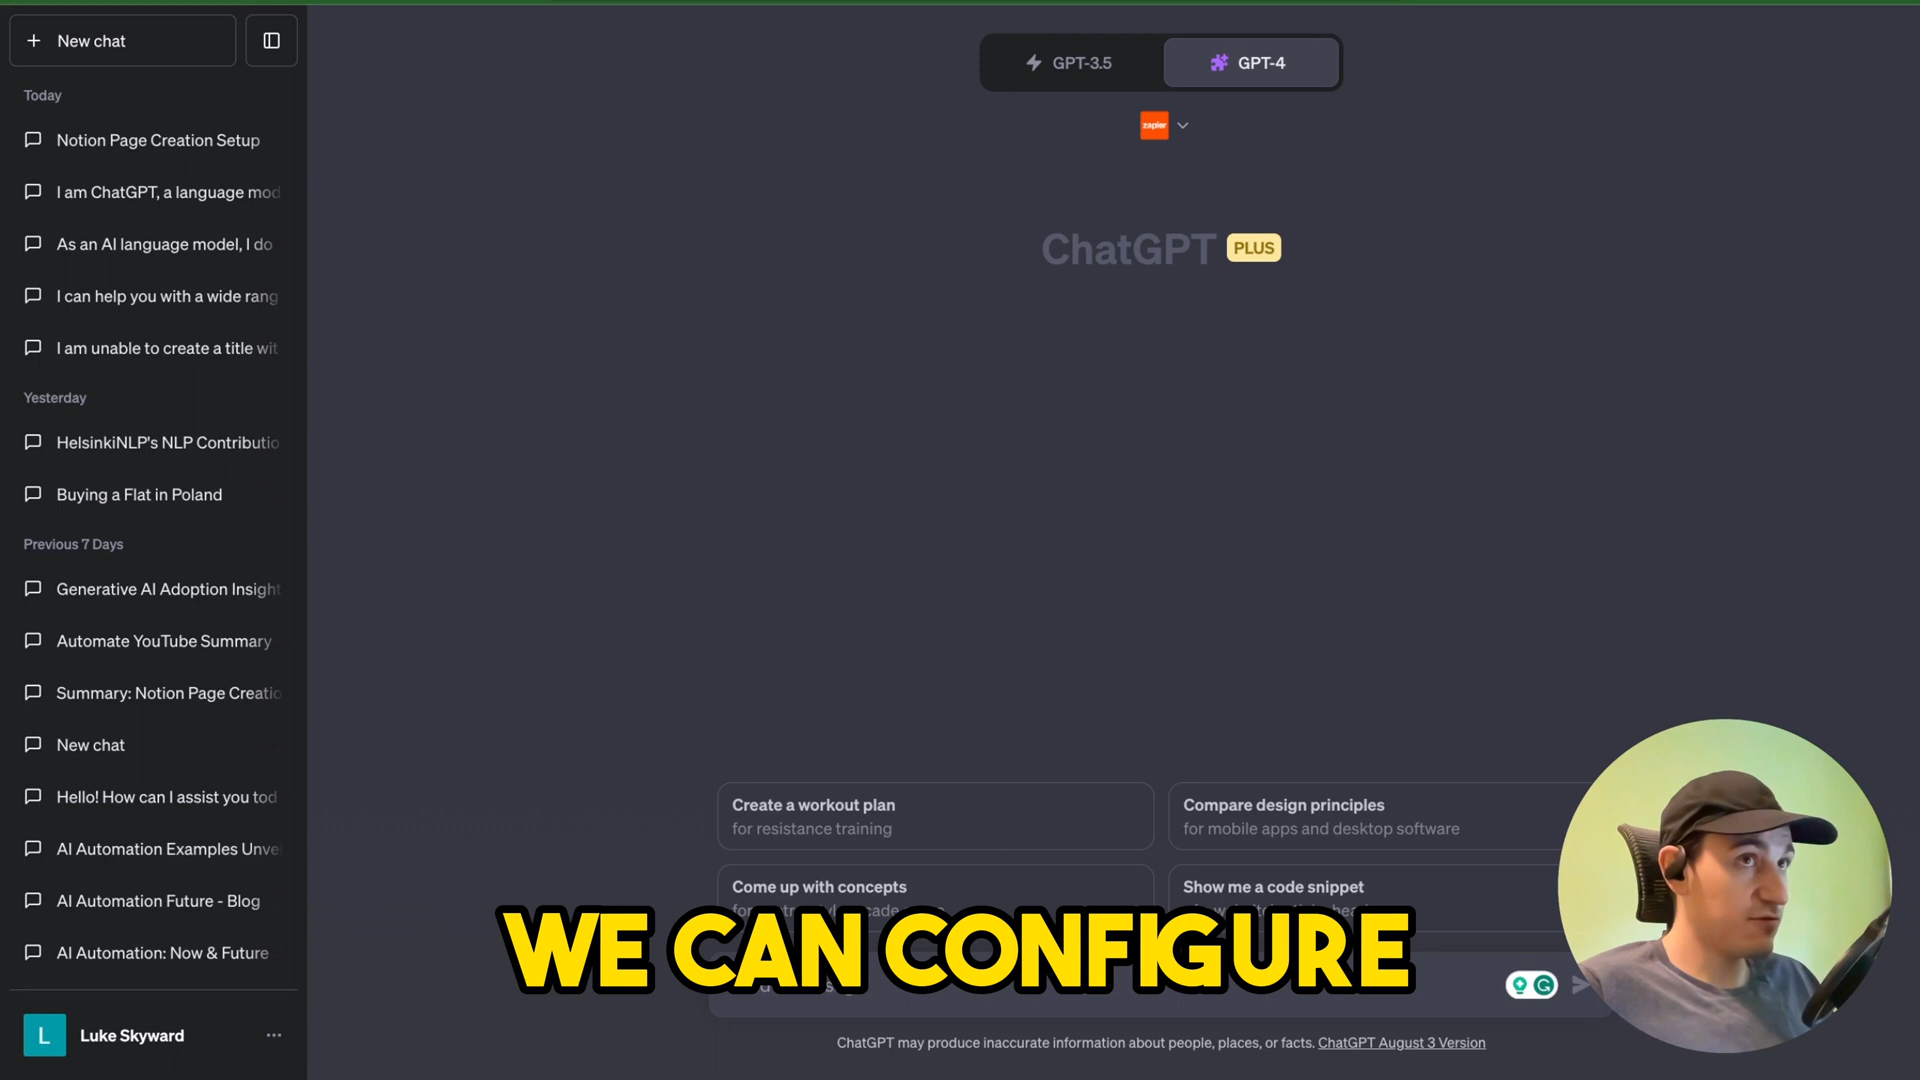 New chat
Today
Notion Page Creation Setup
I am ChatGPT, a language mod
As an AI language model, I do
I can help you with a wide rang
I am unable to create a title wit
Yesterday
HelsinkiNLP's NLP Contributio
Buying a Flat in Poland
Previous 7 Days
Generative AI Adoption Insight
Automate YouTube Summary
Summary: Notion Page Creatio
New chat
Hello! How can I assist you tod
AI Automation Examples Unvei
AI Automation Future - Blog
AI Automation: Now & Future
L Luke Skyward
GPT-3.5 GPT-4
zapier
ChatGPT PLUS
Create a workout plan
for resistance training
Compare design principles
for mobile apps and desktop software
Come up with concepts
Show me a code snippet
WE CAN CONFIGURE
ChatGPT may produce inaccurate information about people, places, or facts. ChatGPT August 3 Version